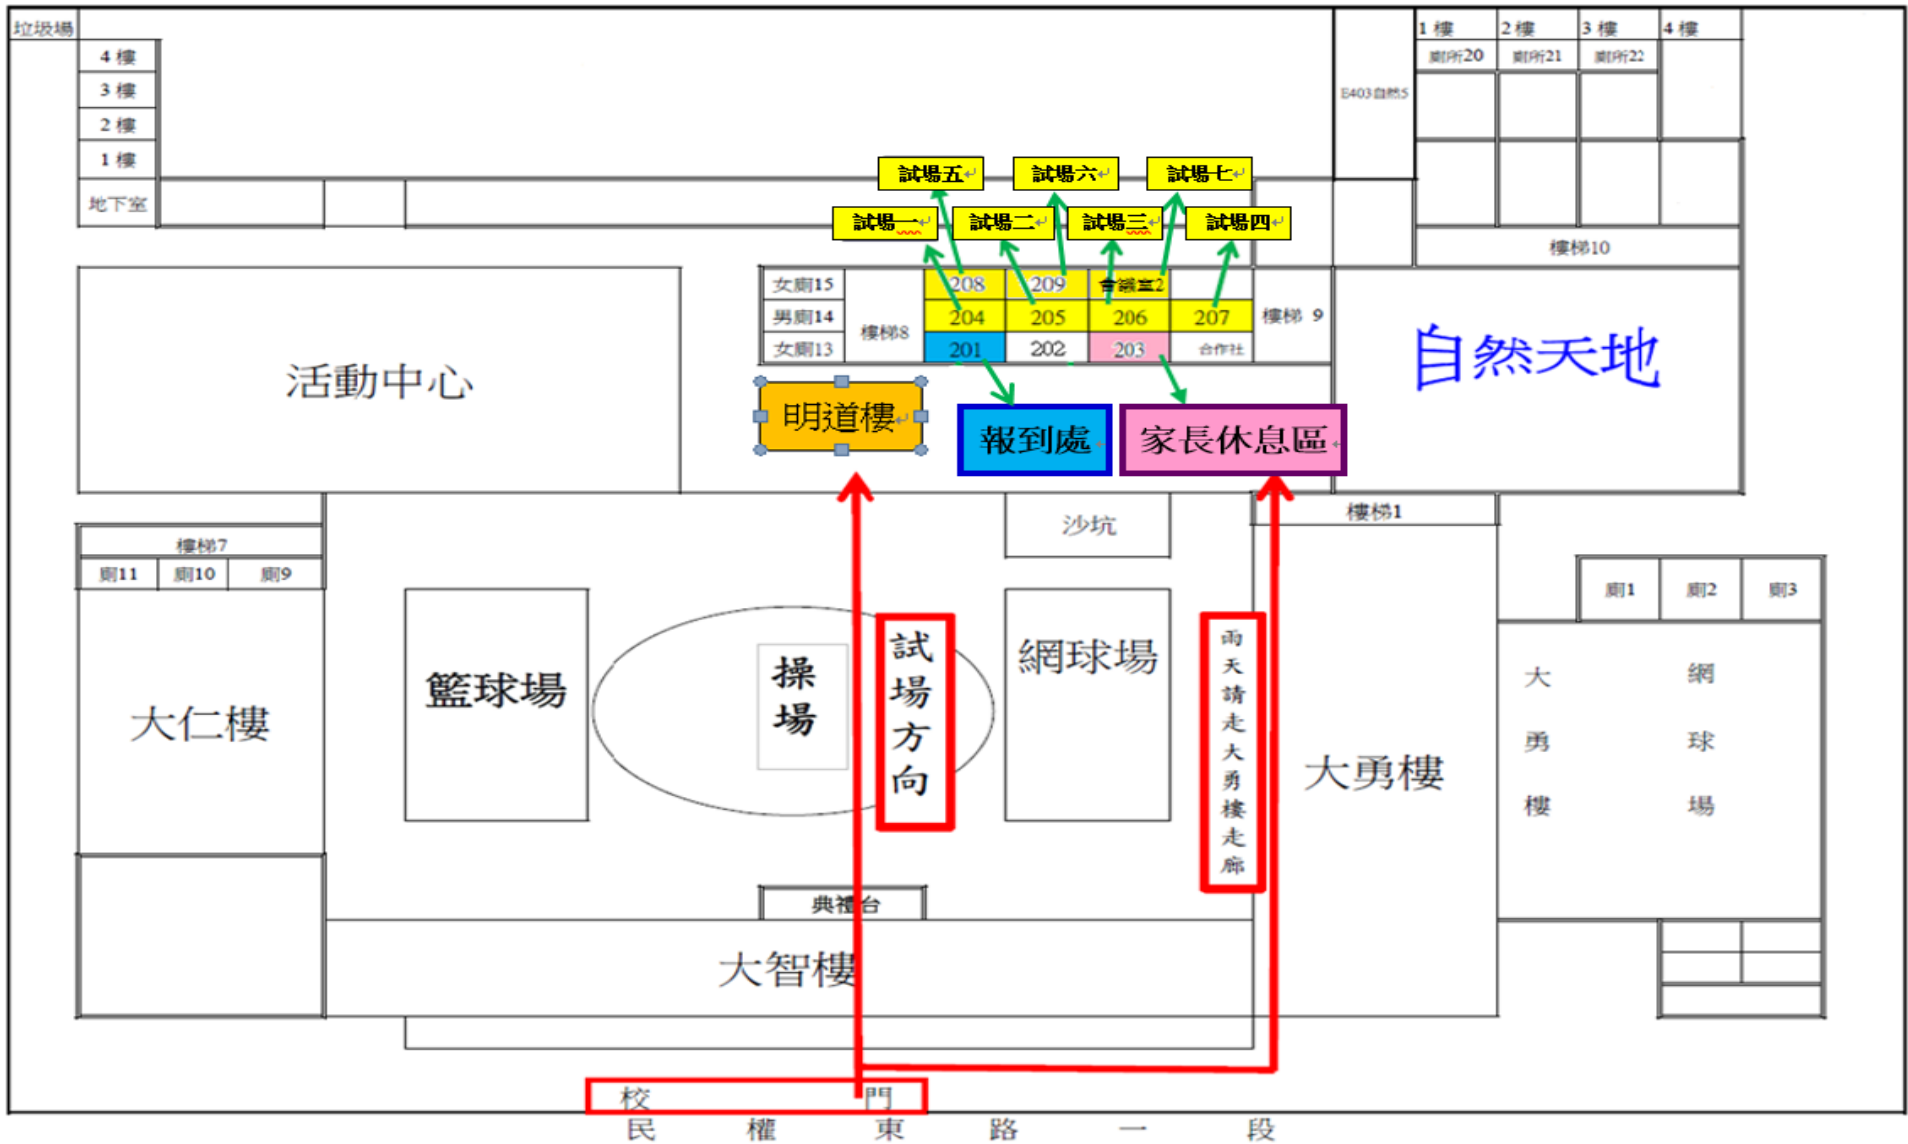 垃圾場
4 樓
3 樓
2 樓
1 樓
地下室
E403自然5
1 樓 2 樓 3 樓 4 樓
廁所20 廁所21 廁所22
樓梯10
試場五 試場六 試場七
試場一 試場二 試場三 試場四
女廁15 208 209 會議室2
男廁14 樓梯8 204 205 206 207 樓梯 9
女廁13 201 202 203 合作社
活動中心
明道樓
報到處
家長休息區
自然天地
沙坑
樓梯1
樓梯7
廁11 廁10 廁9
廁1 廁2 廁3
大仁樓
籃球場
操場
試場方向
網球場
雨天請走大勇樓走廊
大勇樓
大勇樓
網球場
典禮台
大智樓
校門
民權東路一段